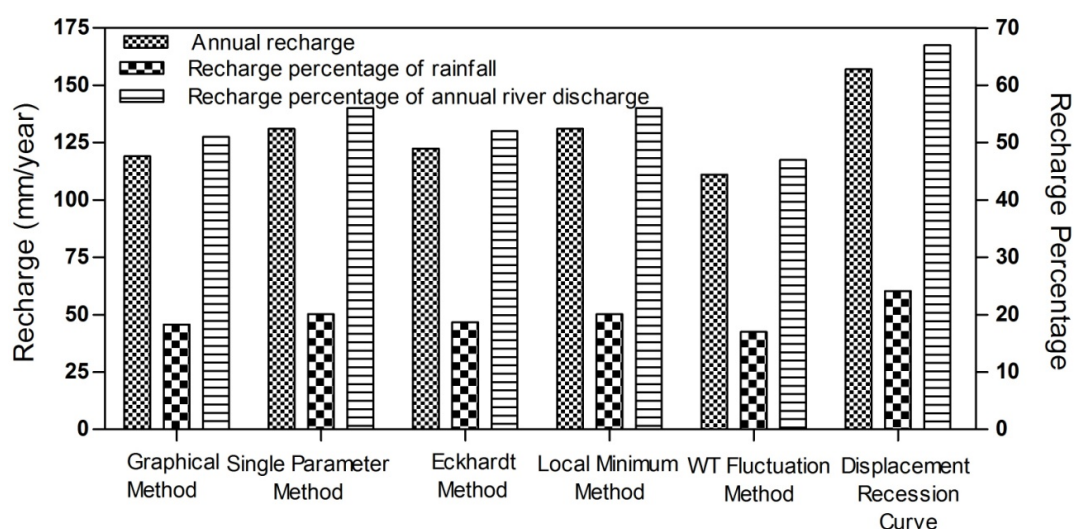 175
150
125
100
75
50
25
0
Recharge (mm/year)
Annual recharge
Recharge percentage of rainfall
Recharge percentage of annual river discharge
70
60
50
40
30
20
10
0
Recharge Percentage
Graphical
Method
Single Parameter
Method
Eckhardt
Method
Local Minimum
Method
WT Fluctuation
Method
Displacement
Recession
Curve